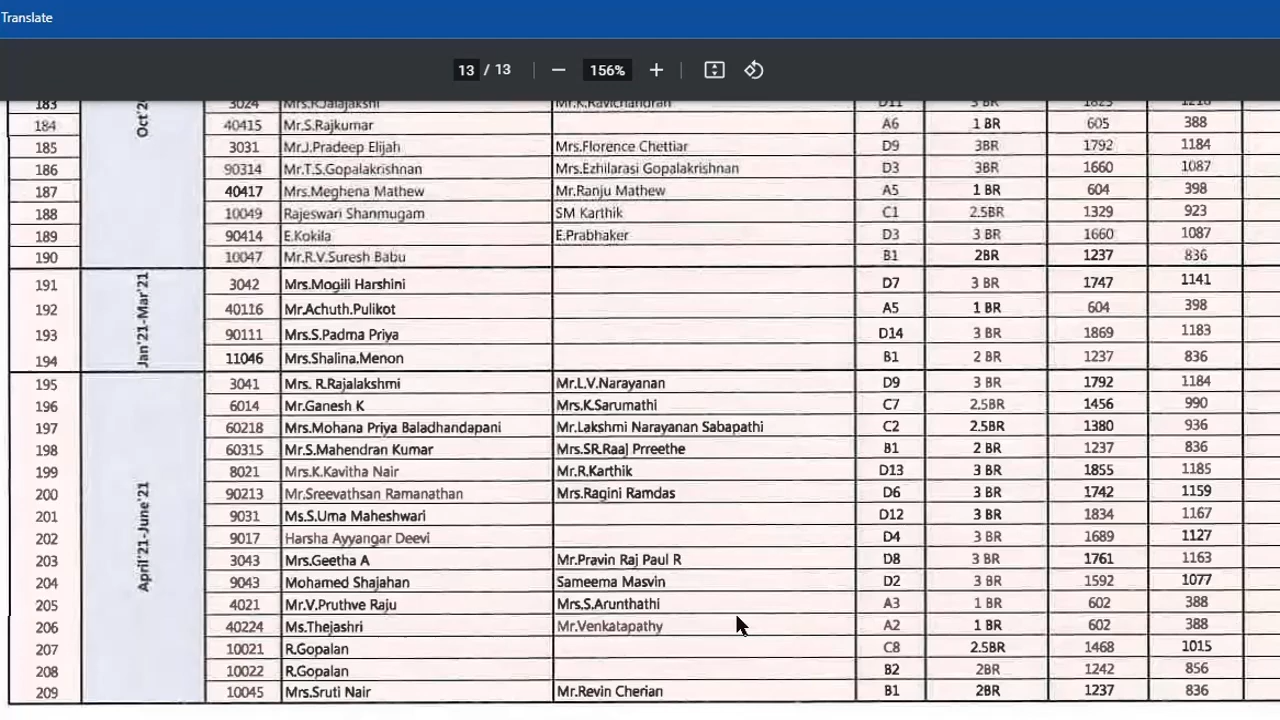 Translate
13 / 13 156%
183 3024 Mrs.R.Jalajakshi Mr.K.Ravichandran D11 3 BR 1823 1210
184 40415 Mr.S.Rajkumar A6 1 BR 605 388
185 3031 Mr.J.Pradeep Elijah Mrs.Florence Chettiar D9 3BR 1792 1184
186 90314 Mr.T.S.Gopalakrishnan Mrs.Ezhilarasi Gopalakrishnan D3 3BR 1660 1087
187 40417 Mrs.Meghena Mathew Mr.Ranju Mathew A5 1 BR 604 398
188 10049 Rajeswari Shanmugam SM Karthik C1 2.5BR 1329 923
189 90414 E.Kokila E.Prabhaker D3 3 BR 1660 1087
190 10047 Mr.R.V.Suresh Babu B1 2BR 1237 836
Jan'21-Mar'21
191 3042 Mrs.Mogili Harshini D7 3 BR 1747 1141
192 40116 Mr.Achuth.Pulikot A5 1 BR 604 398
193 90111 Mrs.S.Padma Priya D14 3 BR 1869 1183
194 11046 Mrs.Shalina.Menon B1 2 BR 1237 836
April'21-June'21
195 3041 Mrs. R.Rajalakshmi Mr.L.V.Narayanan D9 3 BR 1792 1184
196 6014 Mr.Ganesh K Mrs.K.Sarumathi C7 2.5BR 1456 990
197 60218 Mrs.Mohana Priya Baladhandapani Mr.Lakshmi Narayanan Sabapathi C2 2.5BR 1380 936
198 60315 Mr.S.Mahendran Kumar Mrs.SR.Raaj Prreethe B1 2 BR 1237 836
199 8021 Mrs.K.Kavitha Nair Mr.R.Karthik D13 3 BR 1855 1185
200 90213 Mr.Sreevathsan Ramanathan Mrs.Ragini Ramdas D6 3 BR 1742 1159
201 9031 Ms.S.Uma Maheshwari D12 3 BR 1834 1167
202 9017 Harsha Ayyangar Deevi D4 3 BR 1689 1127
203 3043 Mrs.Geetha A Mr.Pravin Raj Paul R D8 3 BR 1761 1163
204 9043 Mohamed Shajahan Sameema Masvin D2 3 BR 1592 1077
205 4021 Mr.V.Pruthwe Raju Mrs.S.Arunthathi A3 1 BR 602 388
206 40224 Ms.Thejashri Mr.Venkatapathy A2 1 BR 602 388
207 10021 R.Gopalan C8 2.5BR 1468 1015
208 10022 R.Gopalan B2 2BR 1242 856
209 10045 Mrs.Sruti Nair Mr.Revin Cherian B1 2BR 1237 836